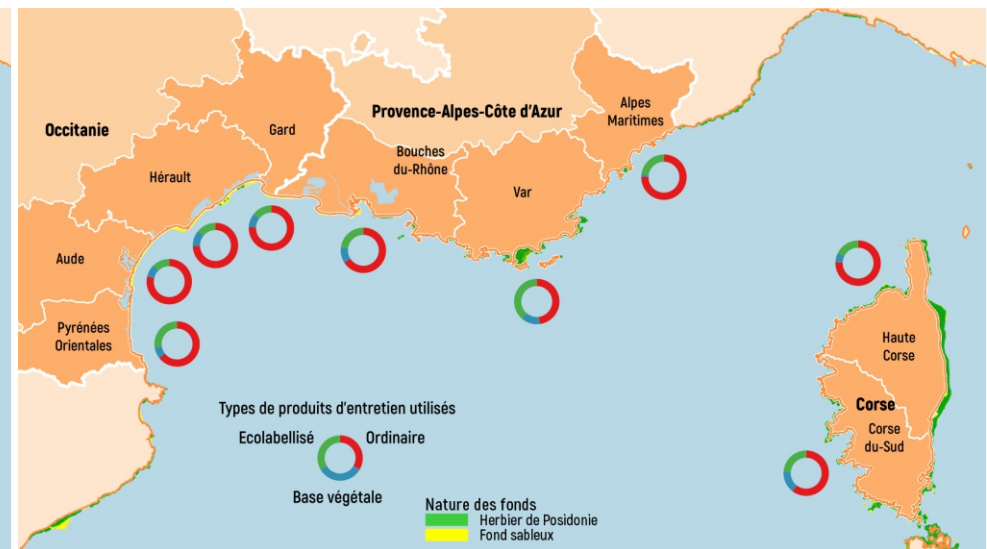 Occitanie
Provence-Alpes-Côte d'Azur
Alpes
Maritimes
Gard
Bouches
du-Rhône
Hérault
Var
Aude
Pyrénées
Orientales
Haute
Corse
Corse
Corse
du-Sud
Types de produits d'entretien utilisés
Ecolabellisé
Ordinaire
Base végétale
Nature des fonds
Herbier de Posidonie
Fond sableux